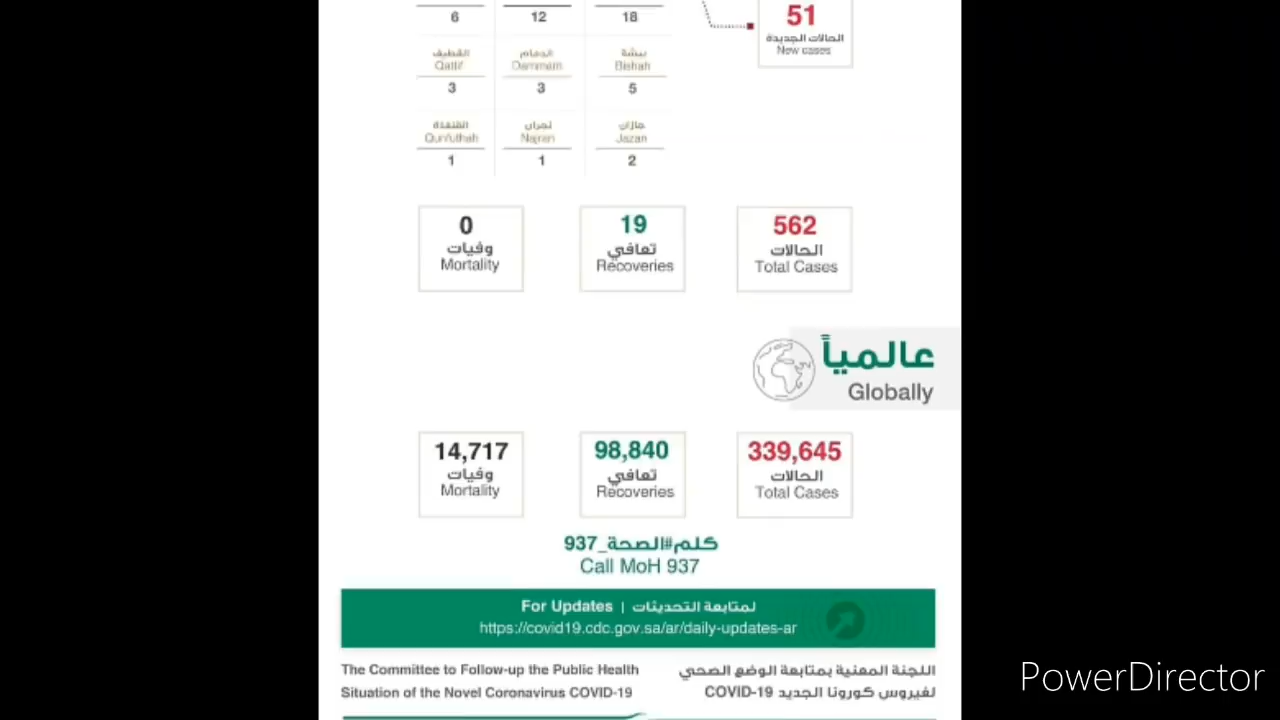 6 12 18
51
الحالات الجديدة
New cases
القطيف الدمام بيشة
Qatif Dammam Bishah
3 3 5
القنفذة نجران جازان
Qunfuthah Najran Jazan
1 1 2
0 19 562
وفيات تعافي الحالات
Mortality Recoveries Total Cases
عالمياً
Globally
14,717 98,840 339,645
وفيات تعافي الحالات
Mortality Recoveries Total Cases
كلم#الصحة_937
Call MoH 937
For Updates | لمتابعة التحديثات
https://covid19.cdc.gov.sa/ar/daily-updates-ar
The Committee to Follow-up the Public Health
Situation of the Novel Coronavirus COVID-19
اللجنة المعنية بمتابعة الوضع الصحي
لفيروس كورونا الجديد COVID-19
PowerDirector